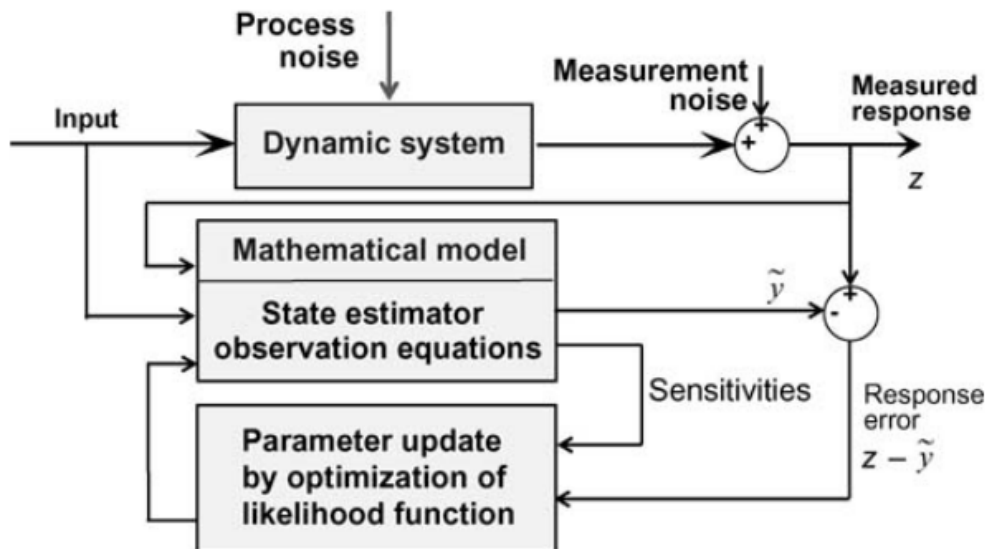 Process
noise
Measurement
noise
Measured
response
Input
Dynamic system
+
+
z
Mathematical model
State estimator
observation equations
ỹ
+
-
Sensitivities
Response
error
z − ỹ
Parameter update
by optimization of
likelihood function